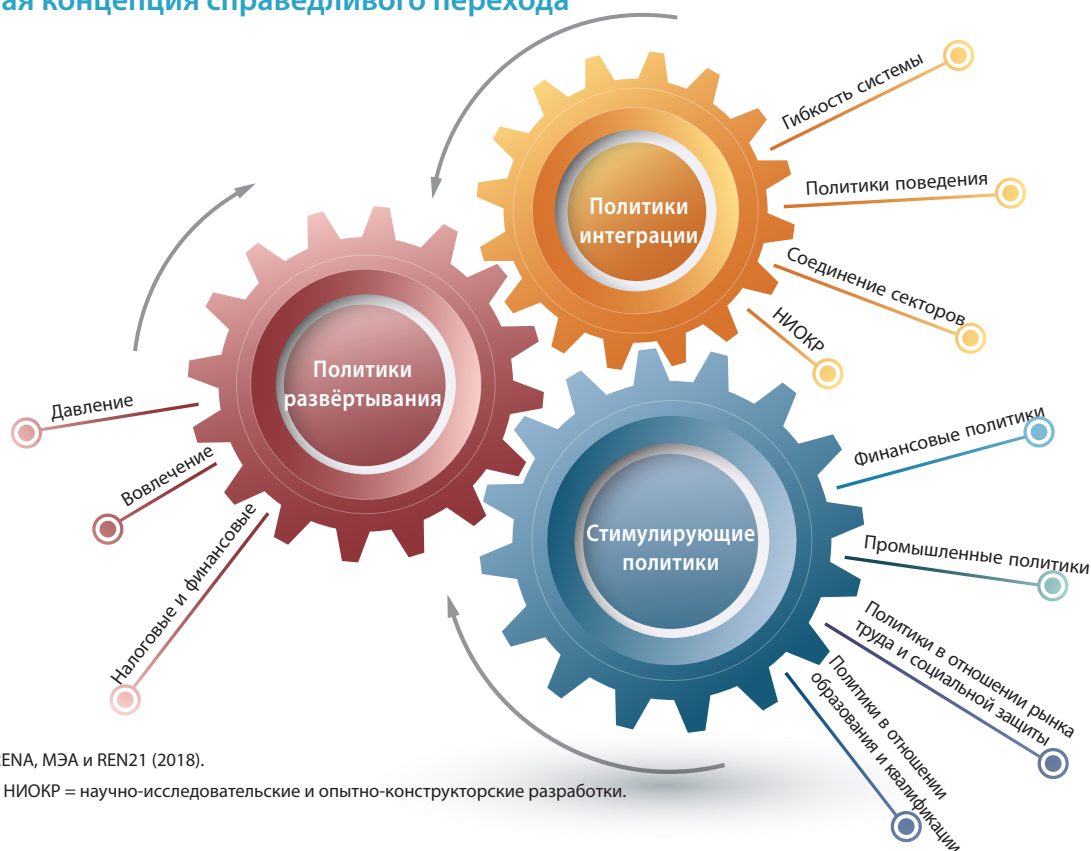 ая концепция справедливого перехода
Гибкость системы
Политики поведения
Соединение секторов
НИОКР
Политики
интеграции
Политики
развёртывания
Давление
Вовлечение
Налоговые и финансовые
Стимулирующие
политики
Финансовые политики
Промышленные политики
Политики в отношении рынка
труда и социальной защиты
Политики в отношении
образования и квалификации
ENA, МЭА и REN21 (2018).
НИОКР = научно-исследовательские и опытно-конструкторские разработки.